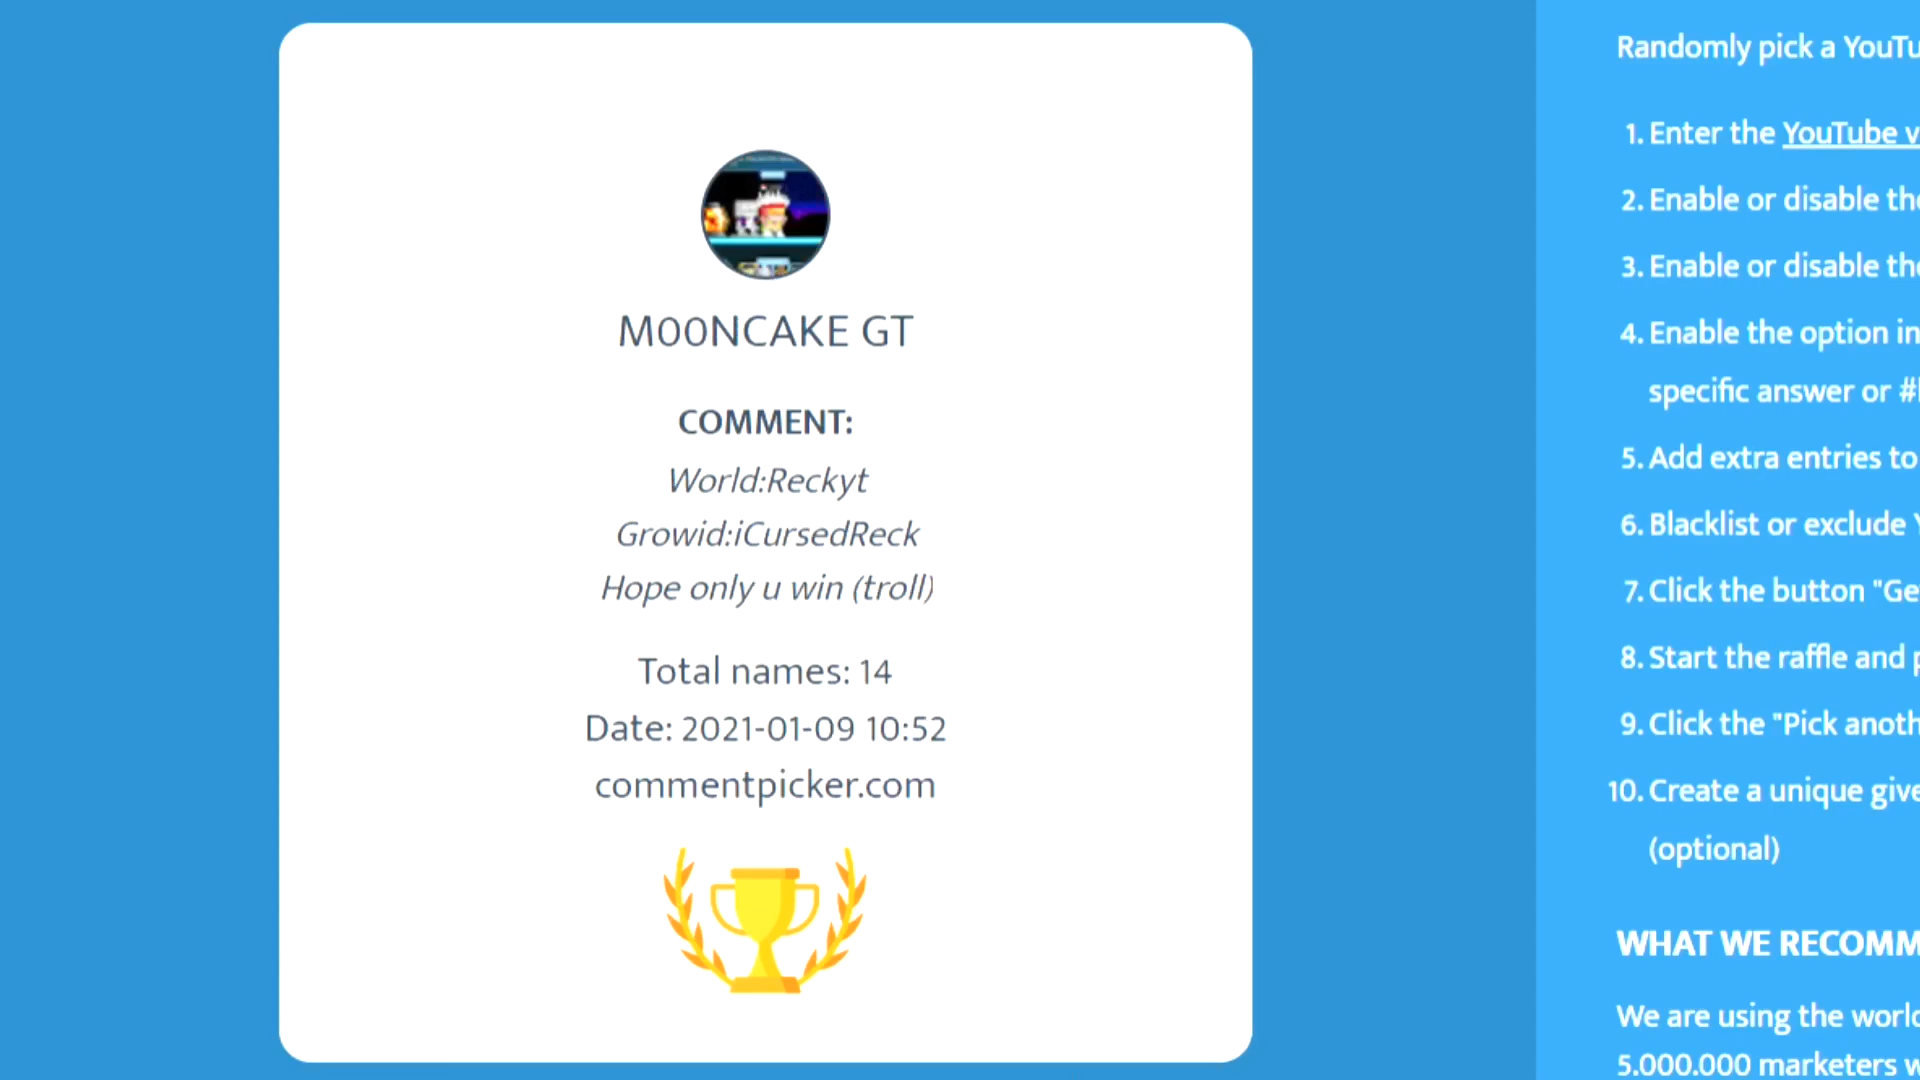 M00NCAKE GT
COMMENT:
World:Reckyt
Growid:iCursedReck
Hope only u win (troll)
Total names: 14
Date: 2021-01-09 10:52
commentpicker.com
Randomly pick a YouTu
1. Enter the YouTube v
2. Enable or disable the
3. Enable or disable the
4. Enable the option in
specific answer or #
5. Add extra entries to
6. Blacklist or exclude Y
7. Click the button "Ge
8. Start the raffle and p
9. Click the "Pick anoth
10. Create a unique give
(optional)
WHAT WE RECOMM
We are using the world
5.000.000 marketers w